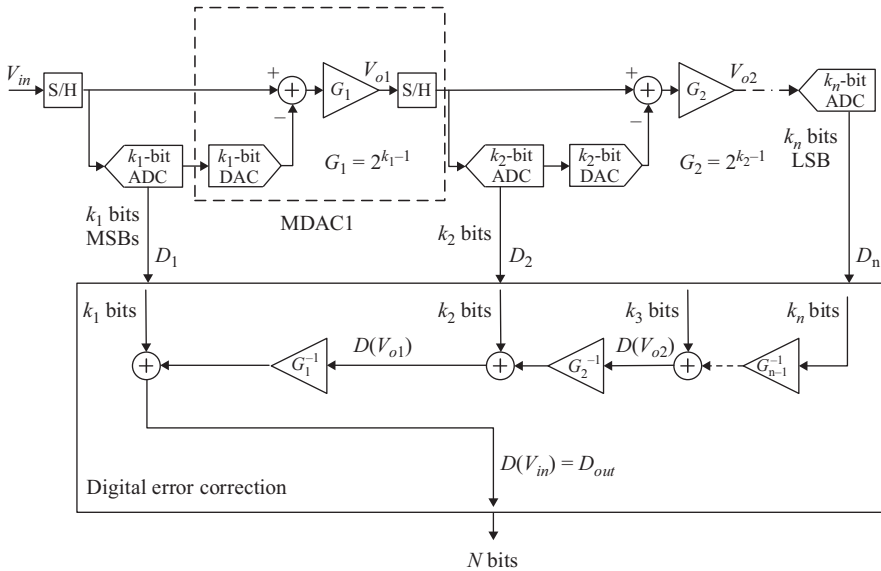 V_in
S/H
+
−
+
G_1
V_o1
S/H
+
−
+
G_2
V_o2
k_n-bit
ADC
k_1-bit
ADC
k_1-bit
DAC
G_1 = 2^{k_1–1}
k_2-bit
ADC
k_2-bit
DAC
G_2 = 2^{k_2–1}
k_n bits
LSB
MDAC1
k_1 bits
MSBs
k_2 bits
D_1
D_2
D_n
k_1 bits
k_2 bits
k_3 bits
k_n bits
D(V_o1)
D(V_o2)
+
G_1^{-1}
+
G_2^{-1}
+
G_{n-1}^{-1}
D(V_in) = D_out
Digital error correction
N bits